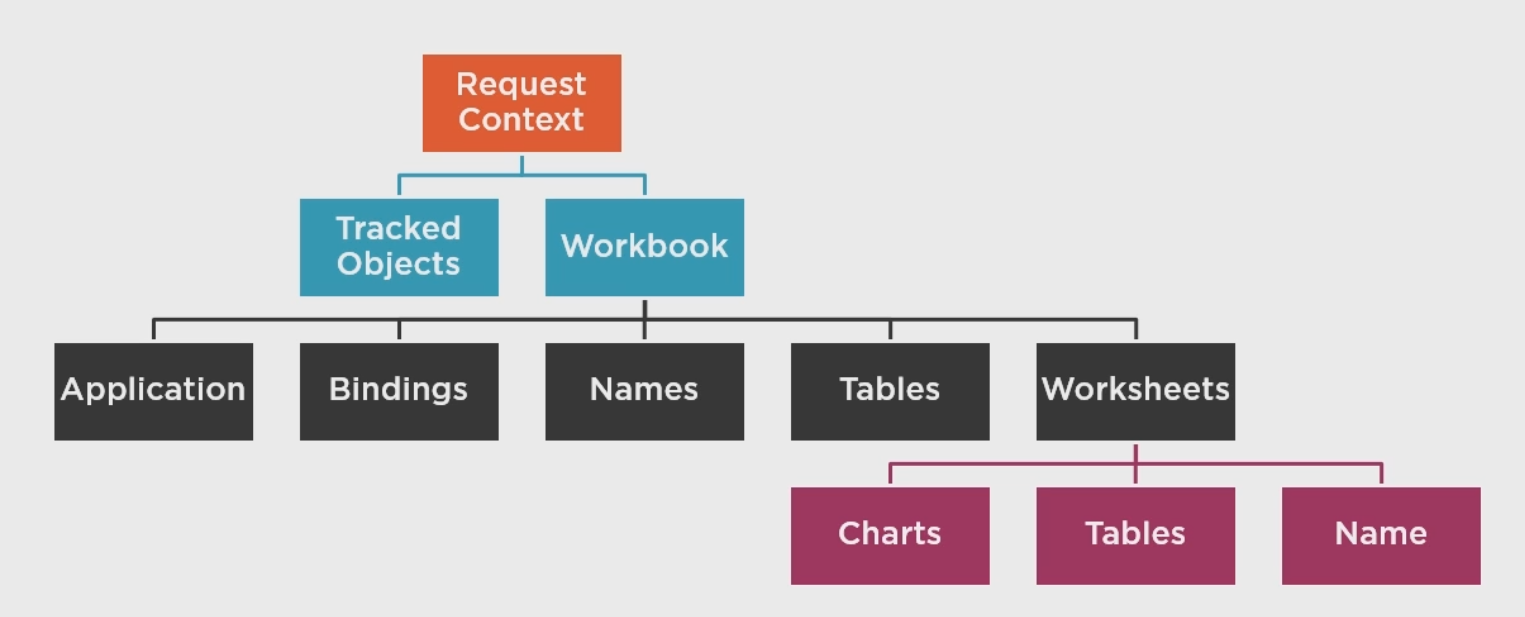 Request
Context
Tracked
Objects
Workbook
Application
Bindings
Names
Tables
Worksheets
Charts
Tables
Name